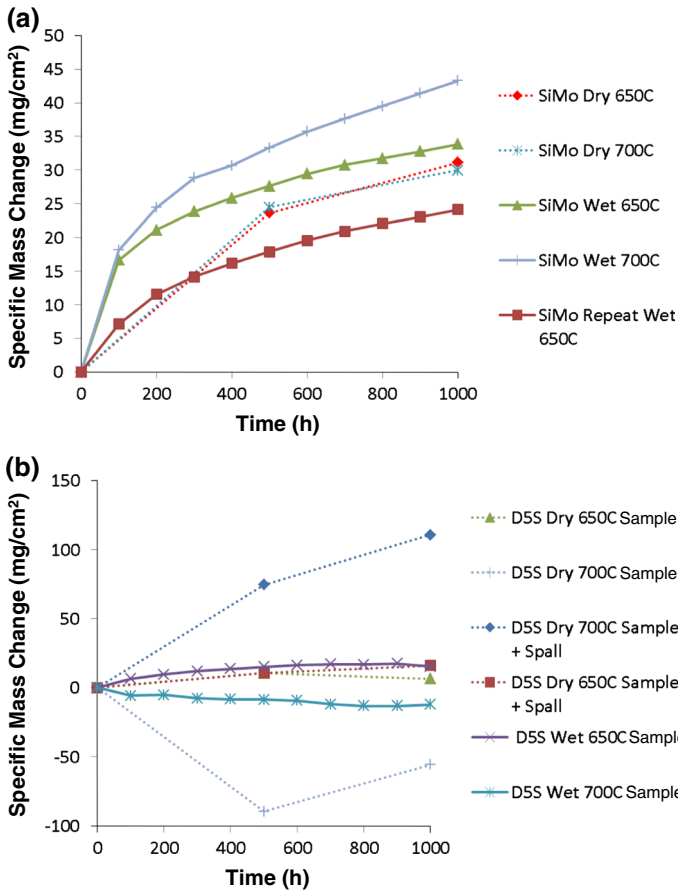 (a)
Specific Mass Change (mg/cm²)
50
45
40
35
30
25
20
15
10
5
0
0 200 400 600 800 1000
Time (h)
SiMo Dry 650C
SiMo Dry 700C
SiMo Wet 650C
SiMo Wet 700C
SiMo Repeat Wet
650C
(b)
Specific Mass Change (mg/cm²)
150
100
50
0
-50
-100
0 200 400 600 800 1000
Time (h)
D5S Dry 650C Sample
D5S Dry 700C Sample
D5S Dry 700C Sample
+ Spall
D5S Dry 650C Sample
+ Spall
D5S Wet 650C Sample
D5S Wet 700C Sample